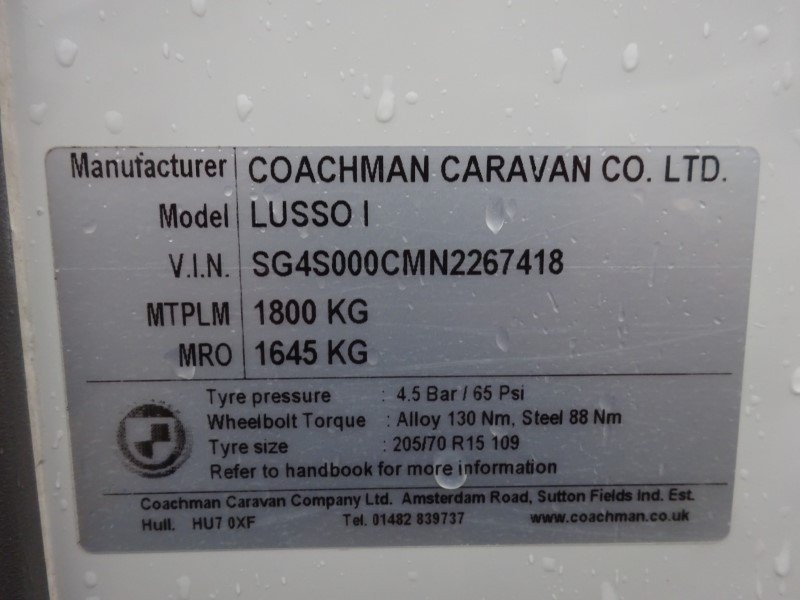 Manufacturer COACHMAN CARAVAN CO. LTD.
Model LUSSO I
V.I.N. SG4S000CMN2267418
MTPLM 1800 KG
MRO 1645 KG
Tyre pressure : 4.5 Bar / 65 Psi
Wheelbolt Torque : Alloy 130 Nm, Steel 88 Nm
Tyre size : 205/70 R15 109
Refer to handbook for more information
Coachman Caravan Company Ltd. Amsterdam Road, Sutton Fields Ind. Est.
Hull. HU7 0XF Tel. 01482 839737 www.coachman.co.uk